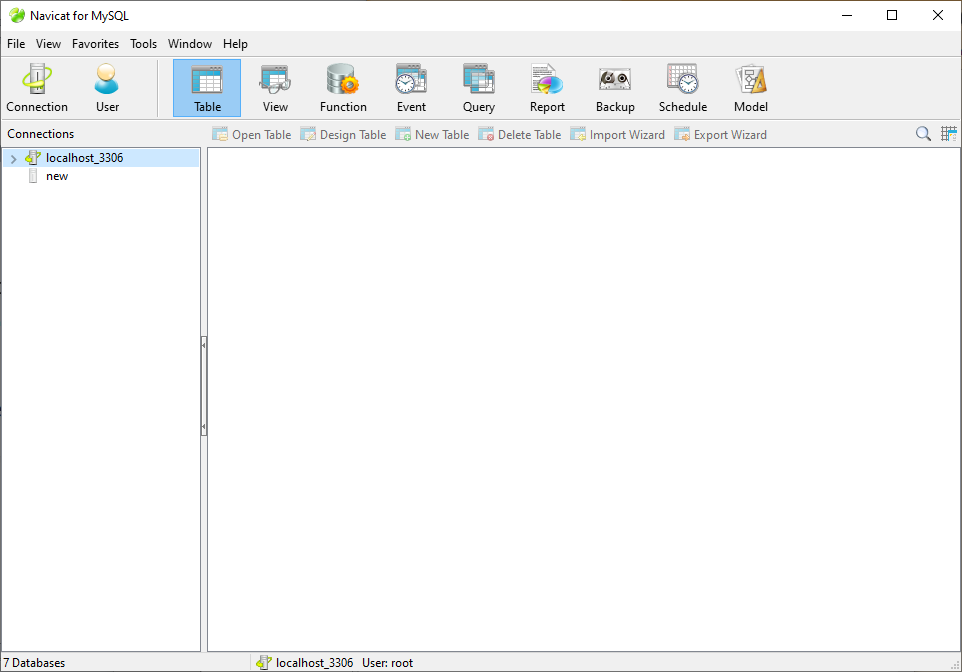 Navicat for MySQL
File View Favorites Tools Window Help
Connection User Table View Function Event Query Report Backup Schedule Model
Connections Open Table Design Table New Table Delete Table Import Wizard Export Wizard
localhost_3306
new
7 Databases localhost_3306 User: root